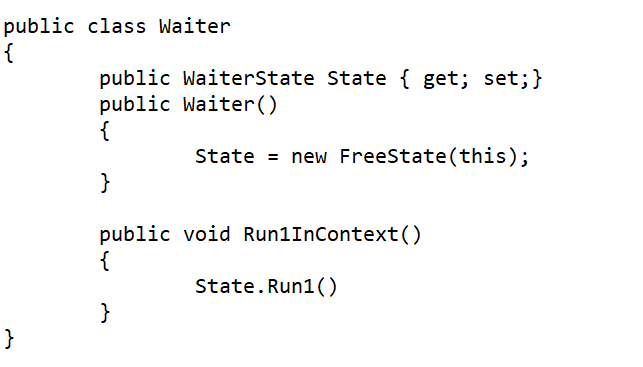 public class Waiter
{
public WaiterState State { get; set;}
public Waiter()
{
State = new FreeState(this);
}
public void Run1InContext()
{
State.Run1()
}
}